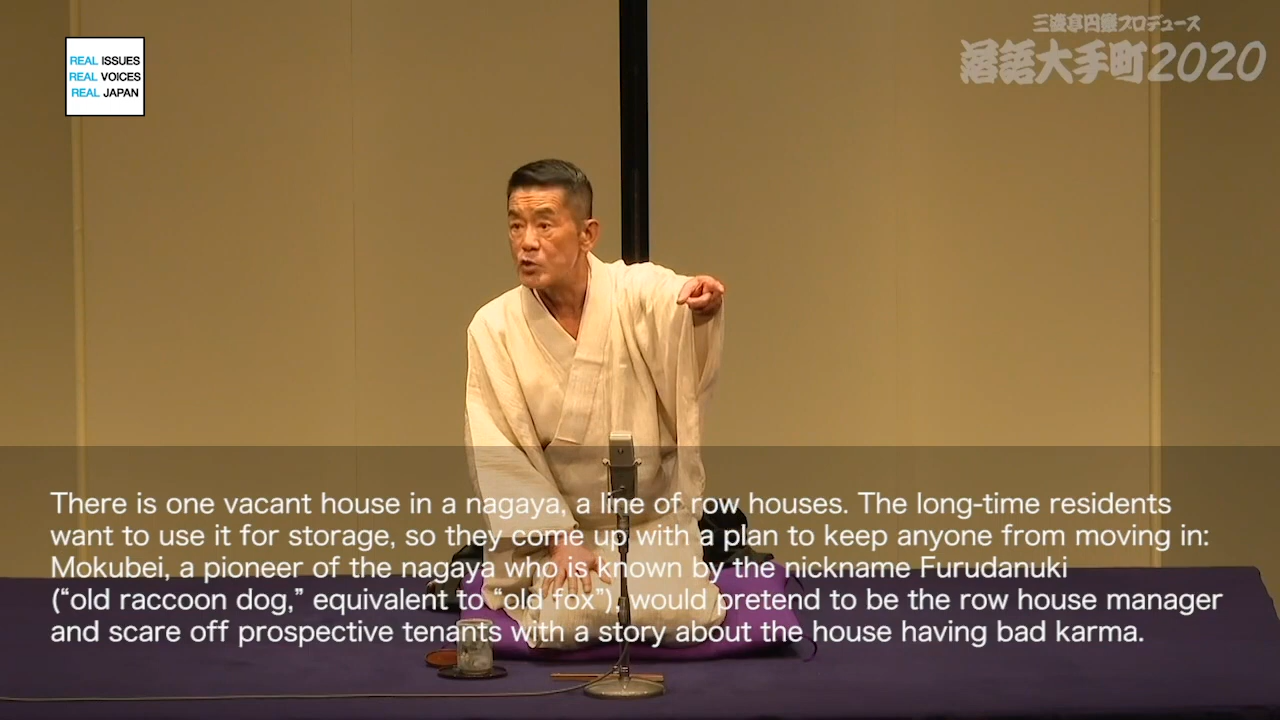 REAL ISSUES
REAL VOICES
REAL JAPAN
三遊亭円楽プロデュース
落語大手町2020
There is one vacant house in a nagaya, a line of row houses. The long-time residents
want to use it for storage, so they come up with a plan to keep anyone from moving in:
Mokubei, a pioneer of the nagaya who is known by the nickname Furudanuki
(“old raccoon dog,” equivalent to “old fox”), would pretend to be the row house manager
and scare off prospective tenants with a story about the house having bad karma.